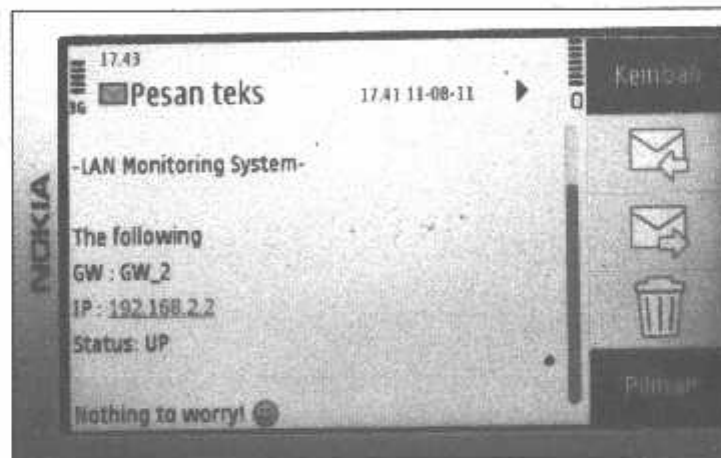 17.43
3G
Pesan teks
17.41 11-08-11
Kembali
-LAN Monitoring System-
NOKIA
The following
GW : GW_2
IP : 192.168.2.2
Status: UP
Nothing to worry!
Pilihan